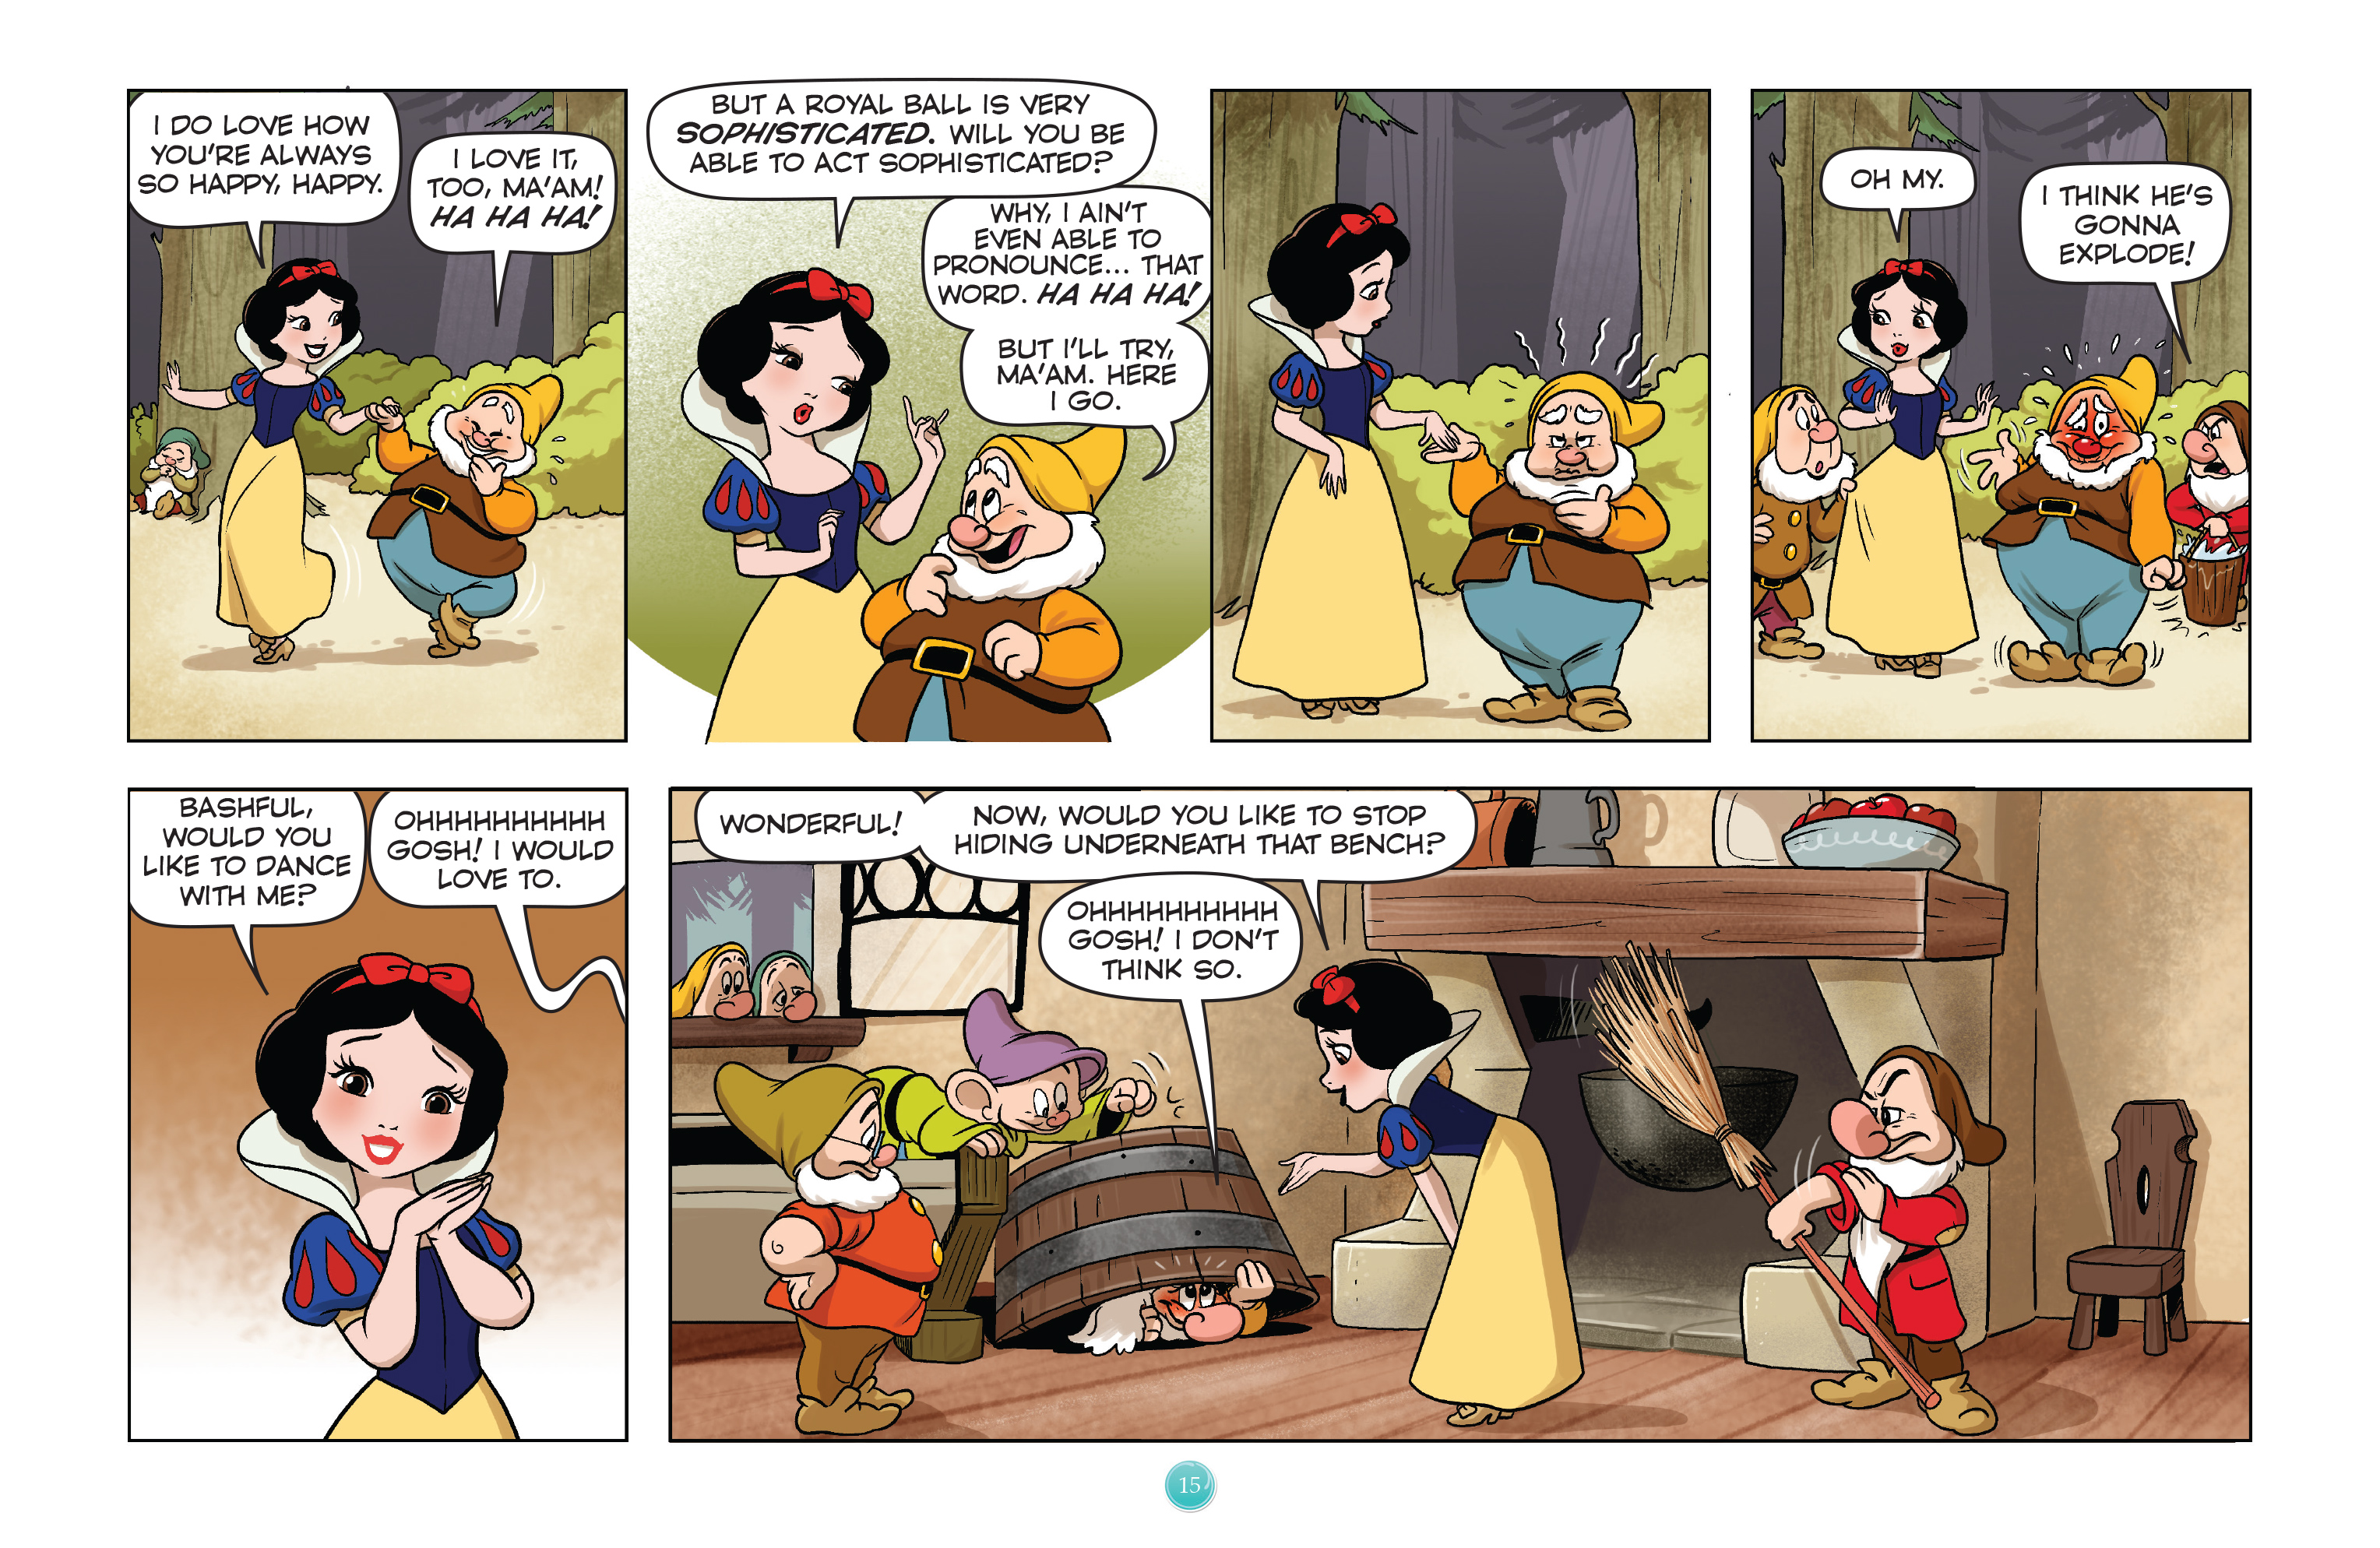 I DO LOVE HOW
YOU'RE ALWAYS
SO HAPPY, HAPPY.
I LOVE IT,
TOO, MA'AM!
HA HA HA!
BUT A ROYAL BALL IS VERY
SOPHISTICATED. WILL YOU BE
ABLE TO ACT SOPHISTICATED?
WHY, I AIN'T
EVEN ABLE TO
PRONOUNCE... THAT
WORD. HA HA HA!
BUT I'LL TRY,
MA'AM. HERE
I GO.
OH MY.
I THINK HE'S
GONNA
EXPLODE!
BASHFUL,
WOULD YOU
LIKE TO DANCE
WITH ME?
OHHHHHHHHHH
GOSH! I WOULD
LOVE TO.
WONDERFUL!
NOW, WOULD YOU LIKE TO STOP
HIDING UNDERNEATH THAT BENCH?
OHHHHHHHHHH
GOSH! I DON'T
THINK SO.
15